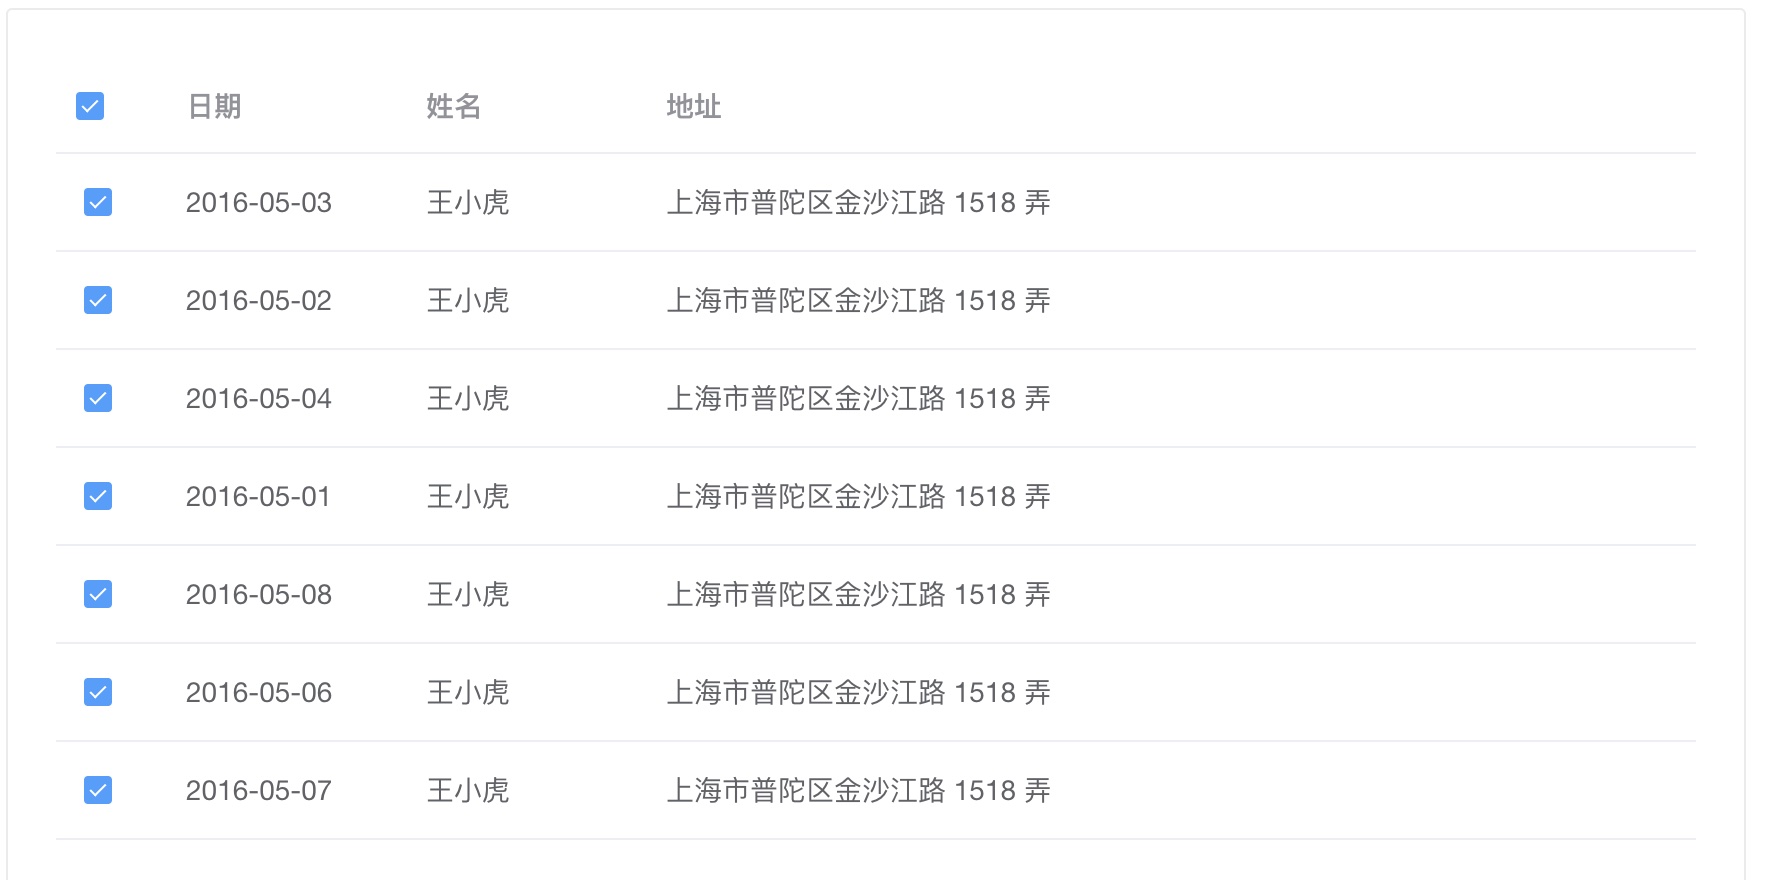 日期 姓名 地址
2016-05-03 王小虎 上海市普陀区金沙江路 1518 弄
2016-05-02 王小虎 上海市普陀区金沙江路 1518 弄
2016-05-04 王小虎 上海市普陀区金沙江路 1518 弄
2016-05-01 王小虎 上海市普陀区金沙江路 1518 弄
2016-05-08 王小虎 上海市普陀区金沙江路 1518 弄
2016-05-06 王小虎 上海市普陀区金沙江路 1518 弄
2016-05-07 王小虎 上海市普陀区金沙江路 1518 弄